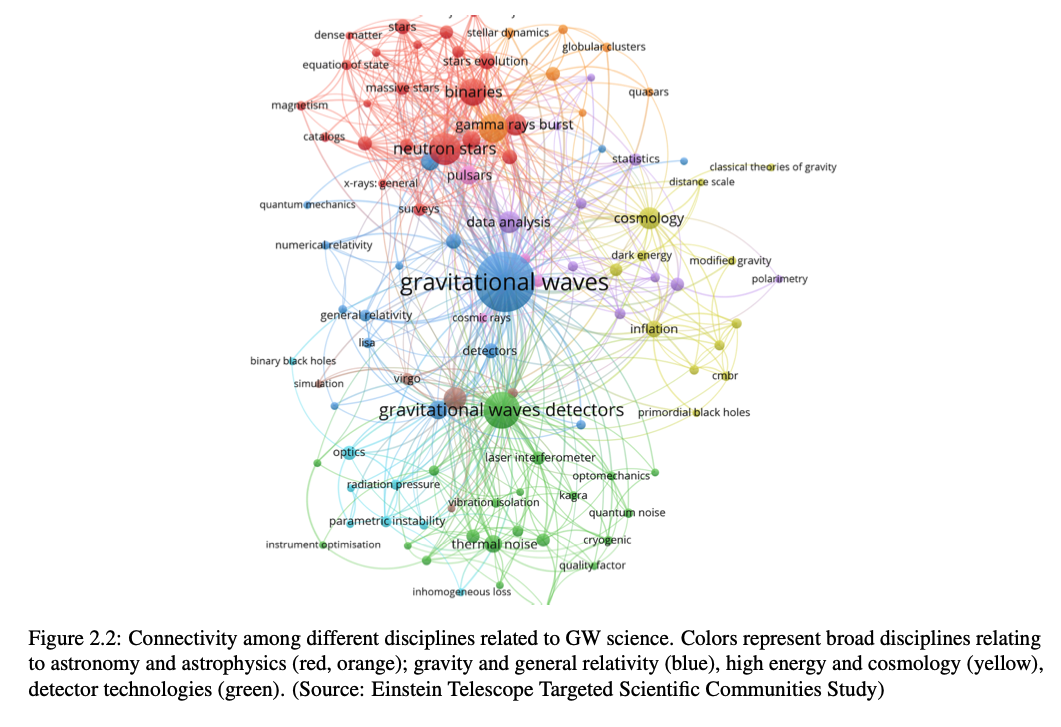 stars
dense matter
stellar dynamics
globular clusters
equation of state
stars evolution
massive stars
binaries
quasars
magnetism
gamma rays burst
catalogs
neutron stars
statistics
classical theories of gravity
pulsars
x-rays: general
distance scale
quantum mechanics
surveys
data analysis
cosmology
numerical relativity
dark energy
modified gravity
gravitational waves
polarimetry
general relativity
cosmic rays
inflation
lisa
detectors
binary black holes
simulation
virgo
cmbr
gravitational waves detectors
primordial black holes
optics
laser interferometer
radiation pressure
optomechanics
vibration isolation
kagra
quantum noise
parametric instability
instrument optimisation
thermal noise
cryogenic
quality factor
inhomogeneous loss
Figure 2.2: Connectivity among different disciplines related to GW science. Colors represent broad disciplines relating
to astronomy and astrophysics (red, orange); gravity and general relativity (blue), high energy and cosmology (yellow),
detector technologies (green). (Source: Einstein Telescope Targeted Scientific Communities Study)